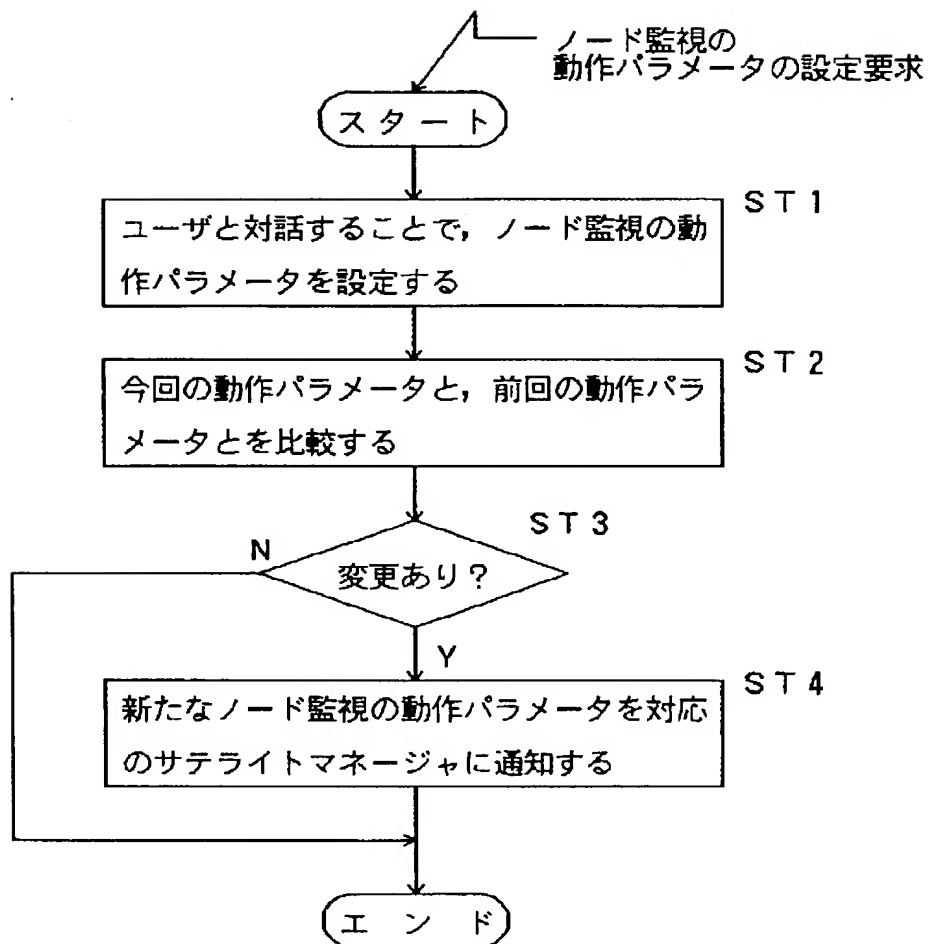 ノード監視の
動作パラメータの設定要求
スタート
ST1
ユーザと対話することで，ノード監視の動
作パラメータを設定する
ST2
今回の動作パラメータと，前回の動作パラ
メータとを比較する
ST3
N
変更あり？
Y
ST4
新たなノード監視の動作パラメータを対応
のサテライトマネージャに通知する
エンド